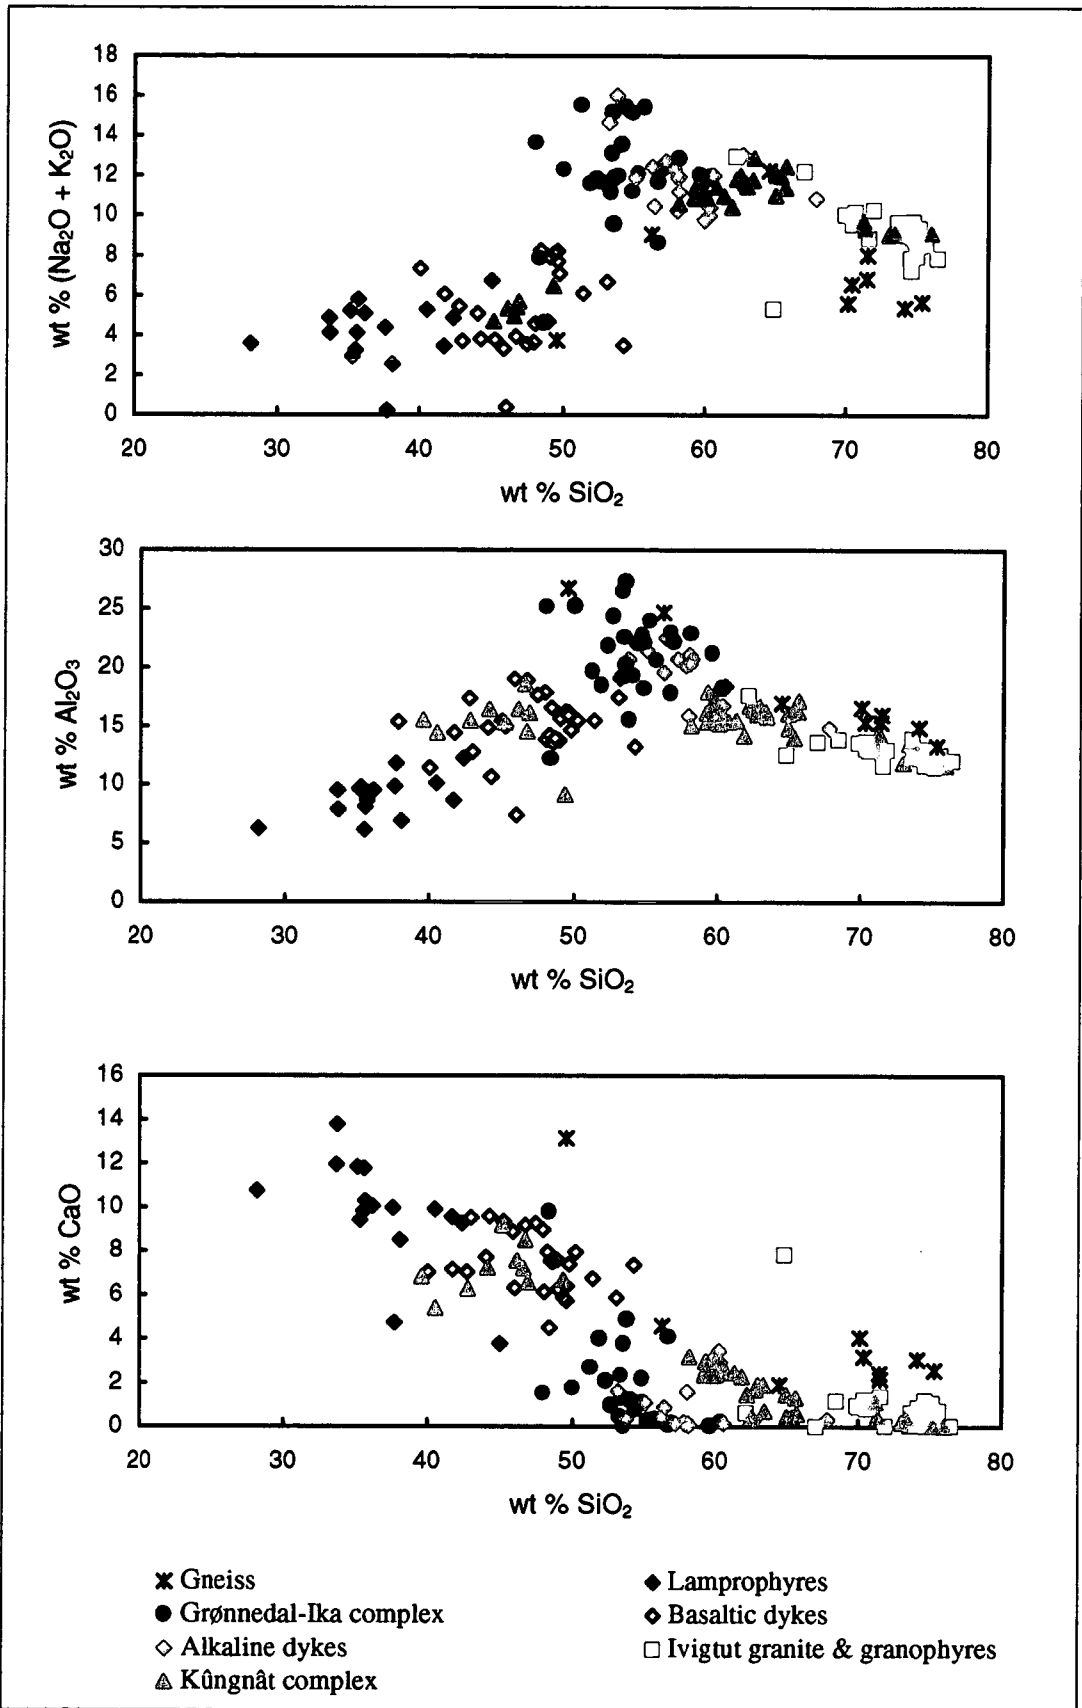 18
16
14
12
10
8
6
4
2
0
wt % (Na₂O + K₂O)
20 30 40 50 60 70 80
wt % SiO₂
30
25
20
15
10
5
0
wt % Al₂O₃
20 30 40 50 60 70 80
wt % SiO₂
16
14
12
10
8
6
4
2
0
wt % CaO
20 30 40 50 60 70 80
wt % SiO₂
Gneiss
Grønnedal-Ika complex
Alkaline dykes
Kûngnât complex
Lamprophyres
Basaltic dykes
Ivigtut granite & granophyres